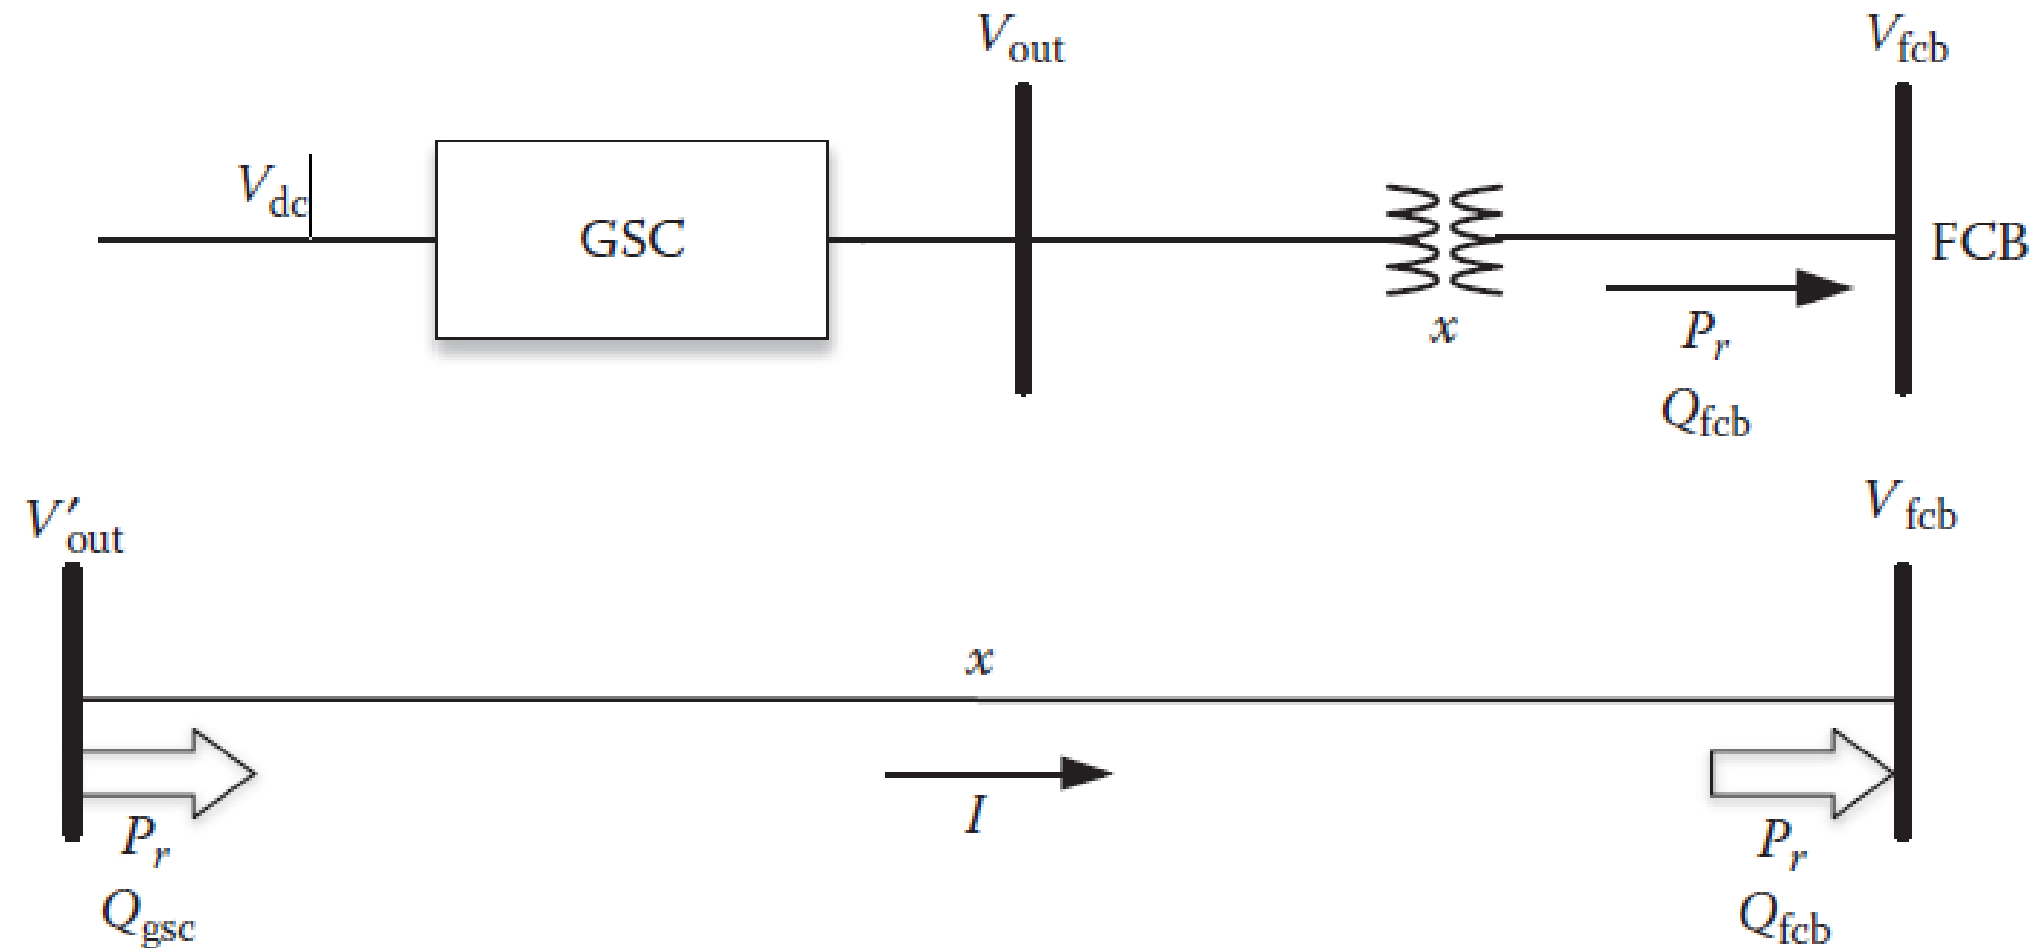 V_out
V_fcb
V_dc
GSC
FCB
x
P_r
Q_fcb
V′_out
V_fcb
x
P_r
I
P_r
Q_gsc
Q_fcb